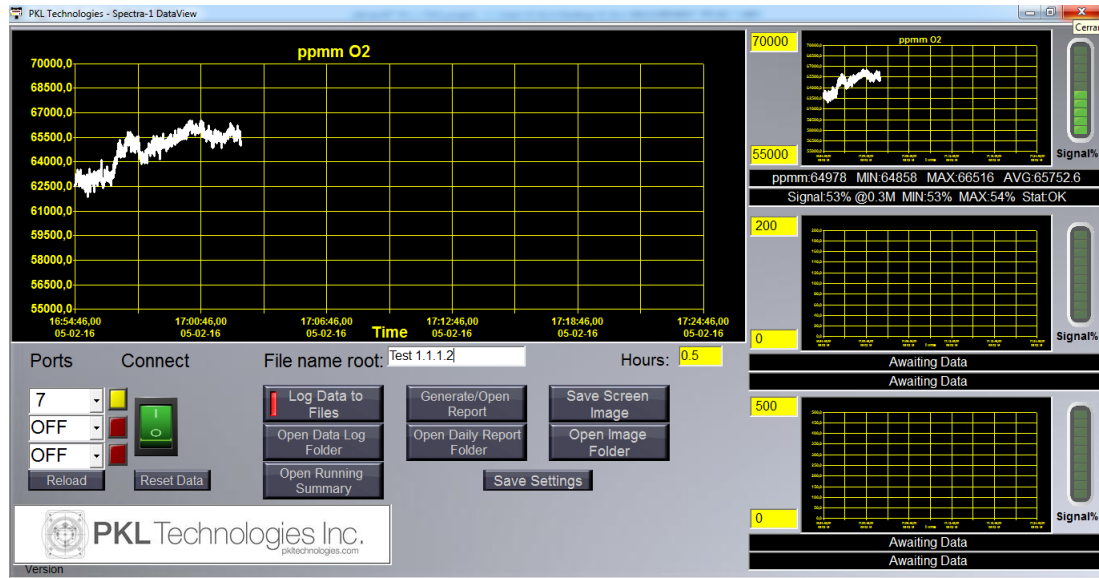 PKL Technologies - Spectra-1 DataView
Cerrar
ppmm O2
70000,0
68500,0
67000,0
65500,0
64000,0
62500,0
61000,0
59500,0
58000,0
56500,0
55000,0
16:54:46,00 17:00:46,00 17:06:46,00 17:12:46,00 17:18:46,00 17:24:46,00
05-02-16 05-02-16 05-02-16 05-02-16 05-02-16 05-02-16
Time
70000
55000
ppmm O2
Signal%
ppmm:64978 MIN:64858 MAX:66516 AVG:65752.6
Signal:53% @0.3M MIN:53% MAX:54% Stat:OK
200
0
Signal%
Awaiting Data
Awaiting Data
500
0
Signal%
Awaiting Data
Awaiting Data
Ports Connect File name root: Test 1.1.1.2 Hours: 0.5
7
OFF
OFF
Reload Reset Data
Log Data to
Files
Generate/Open
Report
Save Screen
Image
Open Data Log
Folder
Open Daily Report
Folder
Open Image
Folder
Open Running
Summary
Save Settings
PKL Technologies Inc.
pkltechnologies.com
Version